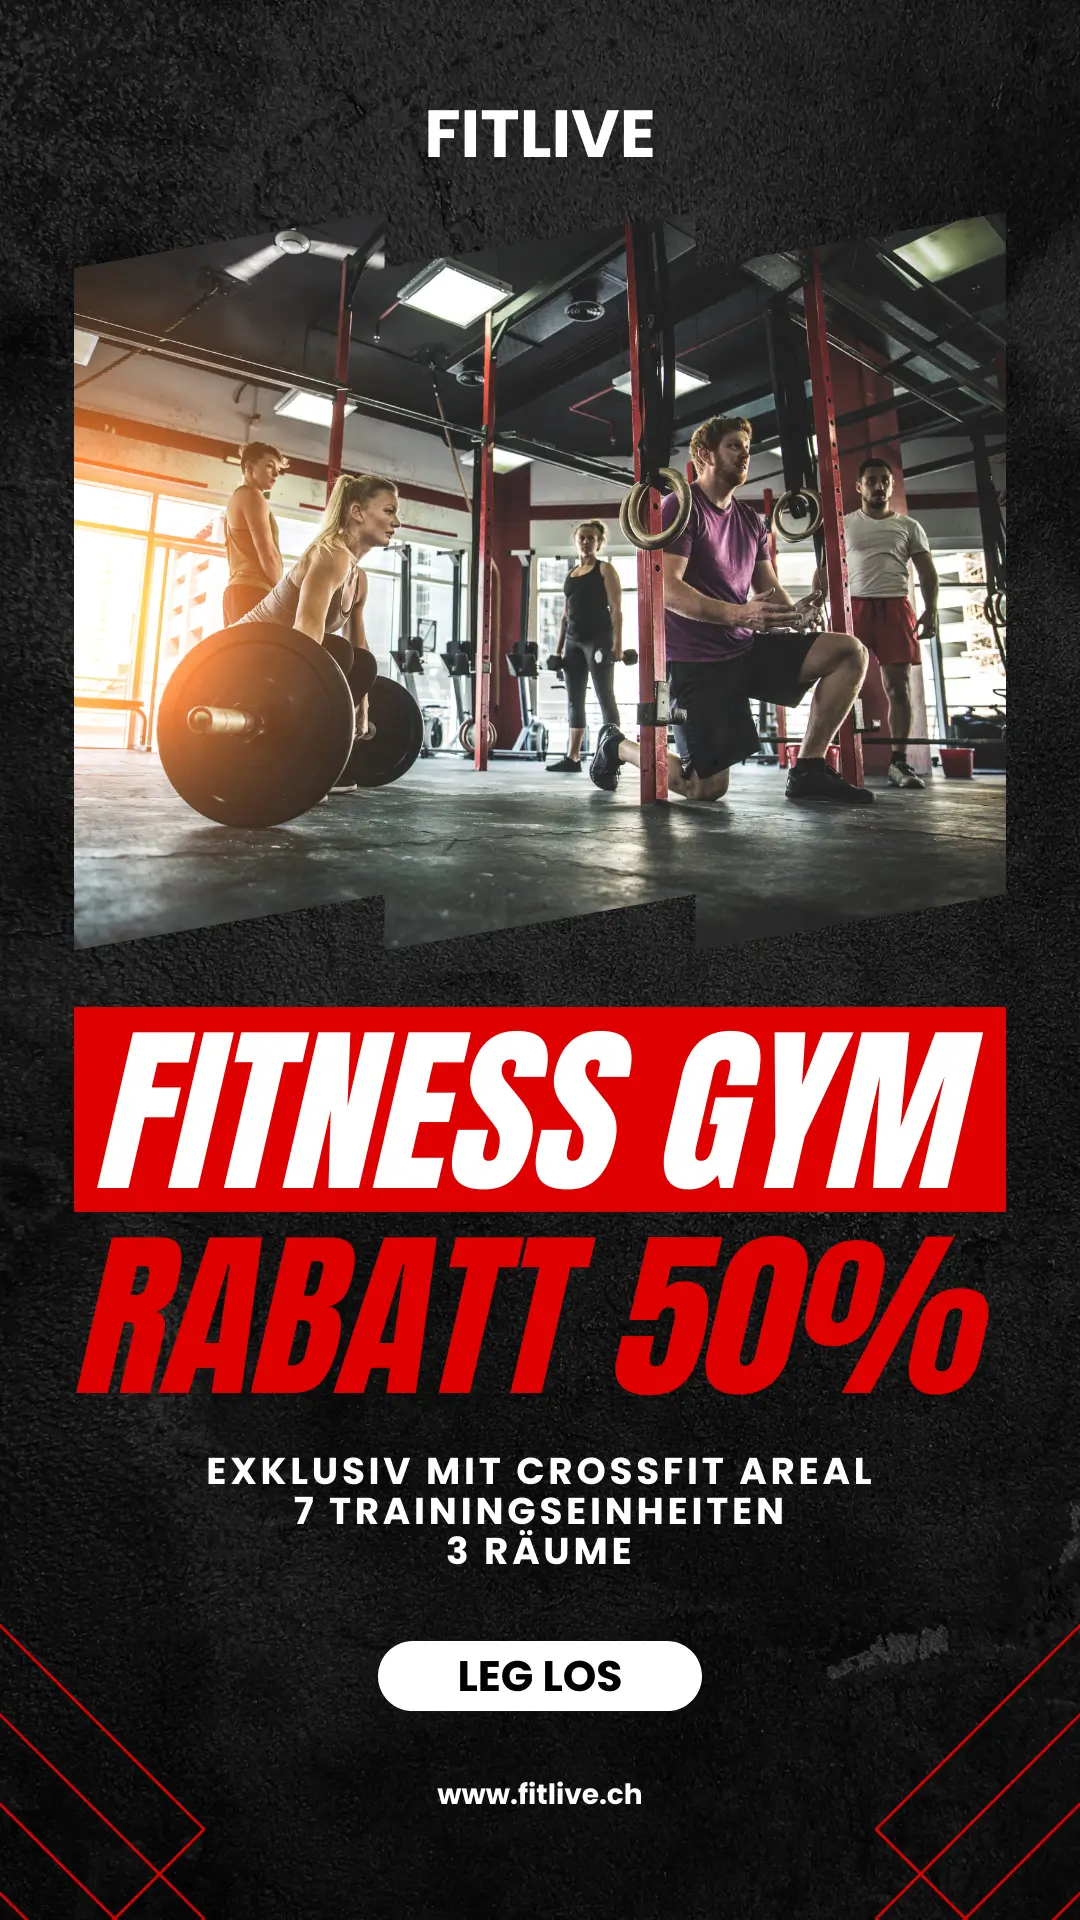 FITLIVE
FITNESS GYM
RABATT 50%
EXKLUSIV MIT CROSSFIT AREAL
7 TRAININGSEINHEITEN
3 RÄUME
LEG LOS
www.fitlive.ch